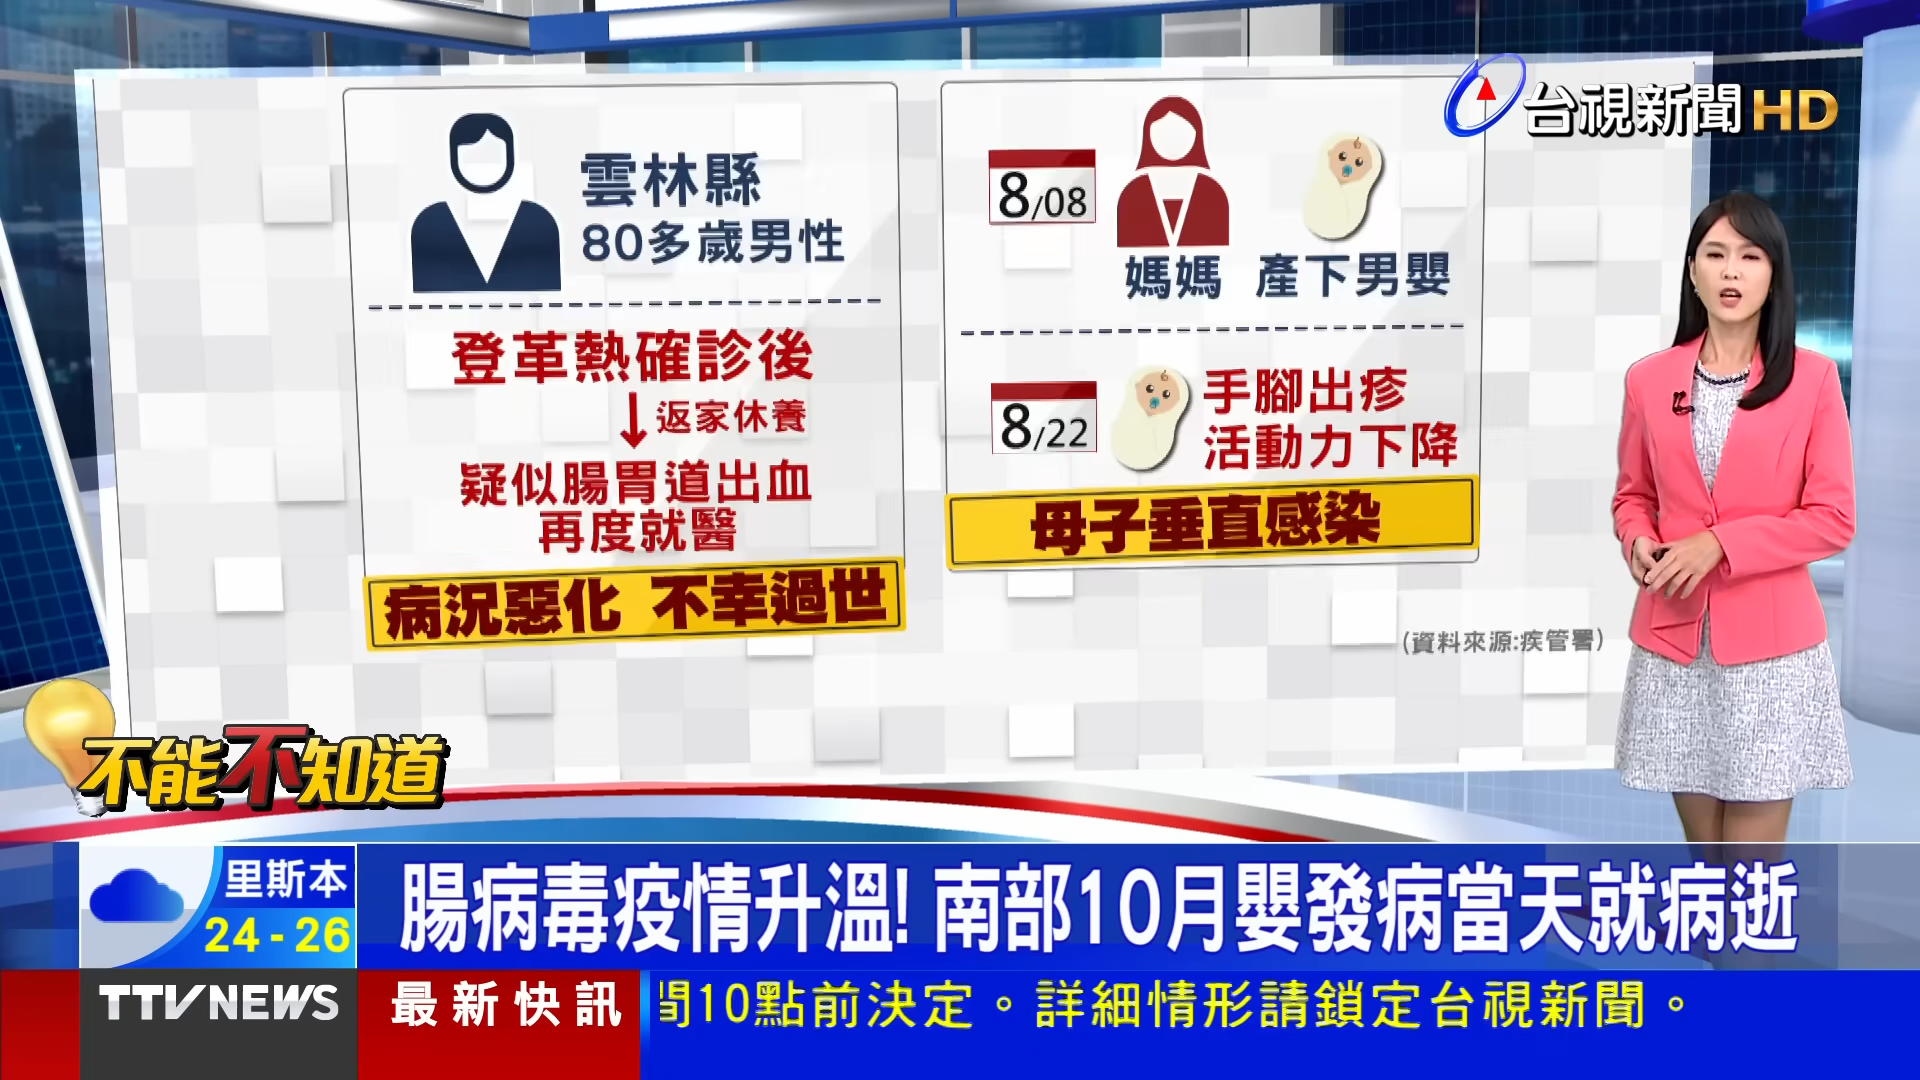 台視新聞HD
雲林縣
80多歲男性
登革熱確診後
返家休養
疑似腸胃道出血
再度就醫
病況惡化 不幸過世
8/08
媽媽 產下男嬰
8/22
手腳出疹
活動力下降
母子垂直感染
(資料來源:疾管署)
不能不知道
里斯本
24-26
腸病毒疫情升溫! 南部10月嬰發病當天就病逝
TTV NEWS
最新快訊
間10點前決定。詳細情形請鎖定台視新聞。